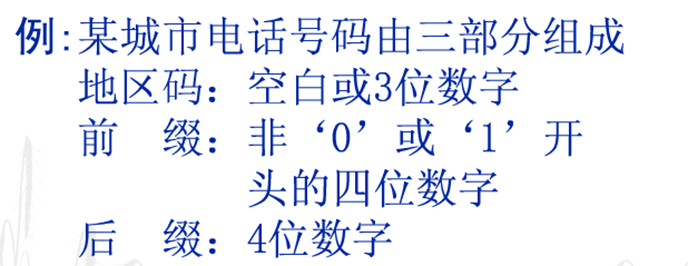 例:某城市电话号码由三部分组成
地区码：空白或3位数字
前　缀：非‘0’或‘1’开
头的四位数字
后　缀：4位数字